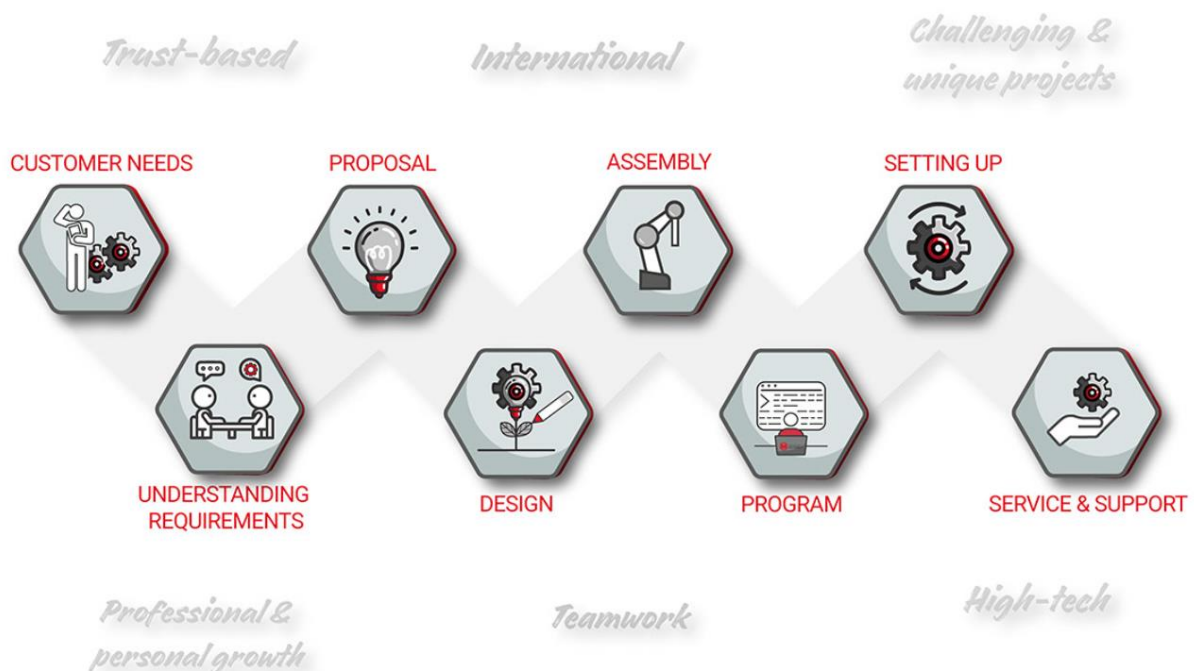 Trust-based
International
Challenging &
unique projects
CUSTOMER NEEDS
PROPOSAL
ASSEMBLY
SETTING UP
UNDERSTANDING
REQUIREMENTS
DESIGN
PROGRAM
SERVICE & SUPPORT
Professional &
personal growth
Teamwork
High-tech